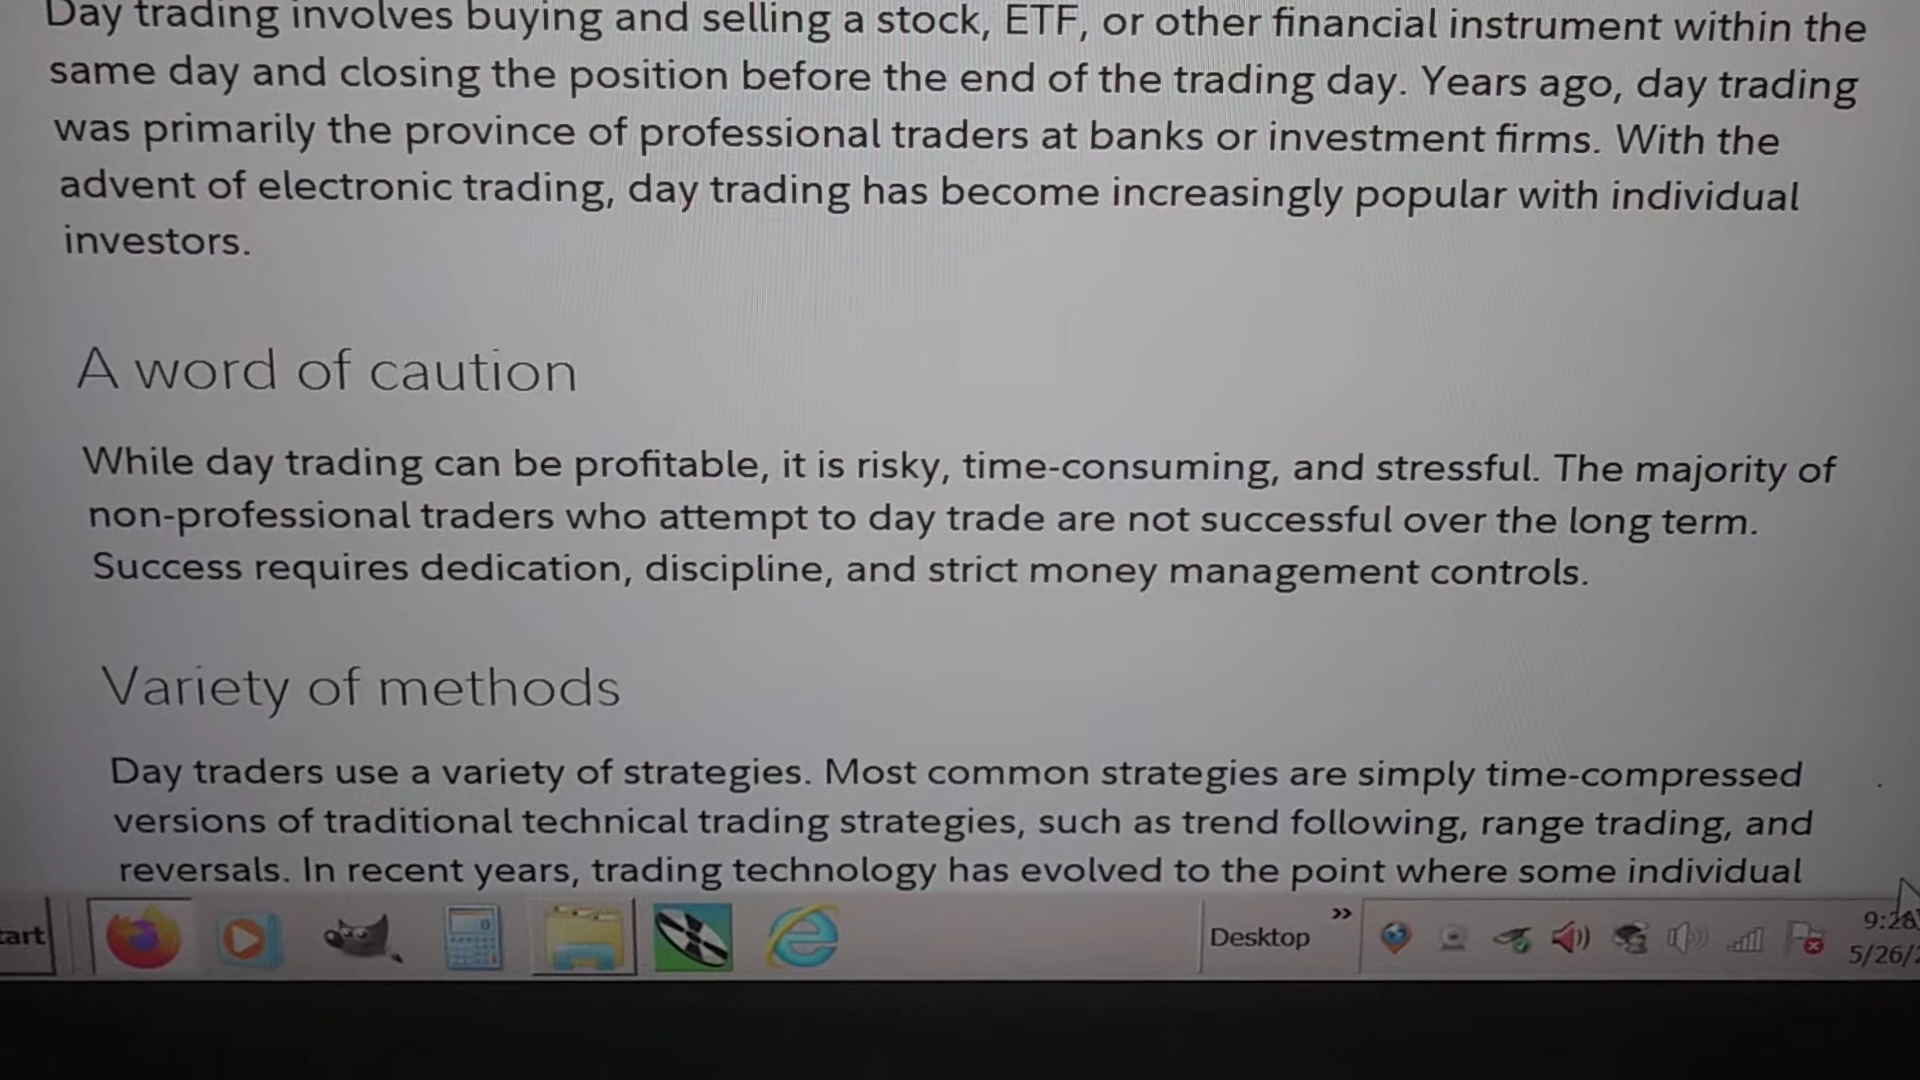 Day trading involves buying and selling a stock, ETF, or other financial instrument within the
same day and closing the position before the end of the trading day. Years ago, day trading
was primarily the province of professional traders at banks or investment firms. With the
advent of electronic trading, day trading has become increasingly popular with individual
investors.
A word of caution
While day trading can be profitable, it is risky, time-consuming, and stressful. The majority of
non-professional traders who attempt to day trade are not successful over the long term.
Success requires dedication, discipline, and strict money management controls.
Variety of methods
Day traders use a variety of strategies. Most common strategies are simply time-compressed
versions of traditional technical trading strategies, such as trend following, range trading, and
reversals. In recent years, trading technology has evolved to the point where some individual
tart
Desktop
»
9:28
5/26/